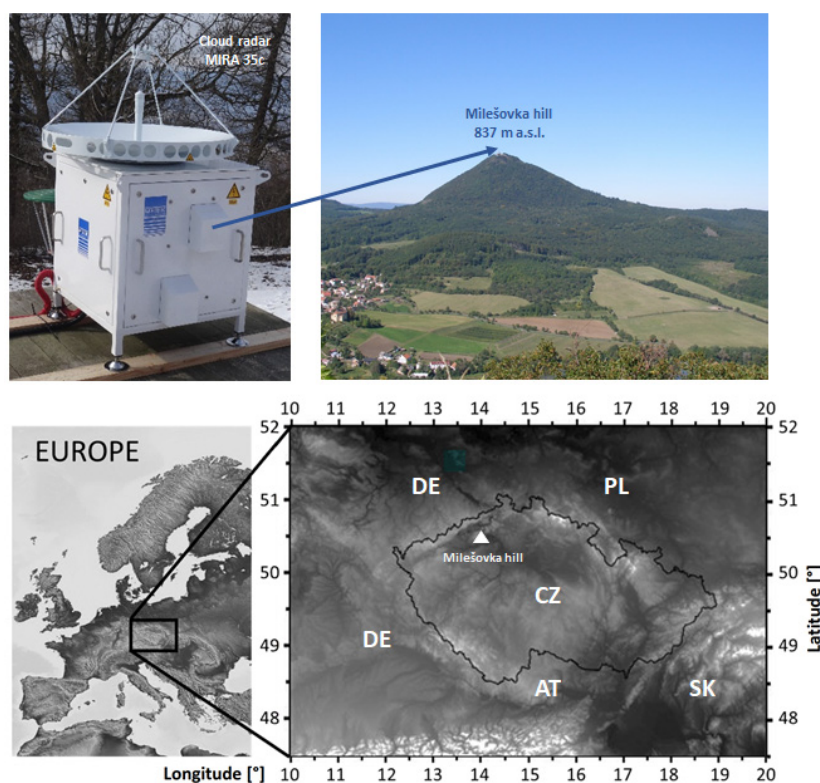 Cloud radar
MIRA 35c
Milešovka hill
837 m a.s.l.
EUROPE
10 11 12 13 14 15 16 17 18 19 20
52 52
51 51
50 50
49 49
48 48
DE PL
Milešovka hill
CZ
DE
AT SK
Latitude [°]
Longitude [°] 10 11 12 13 14 15 16 17 18 19 20